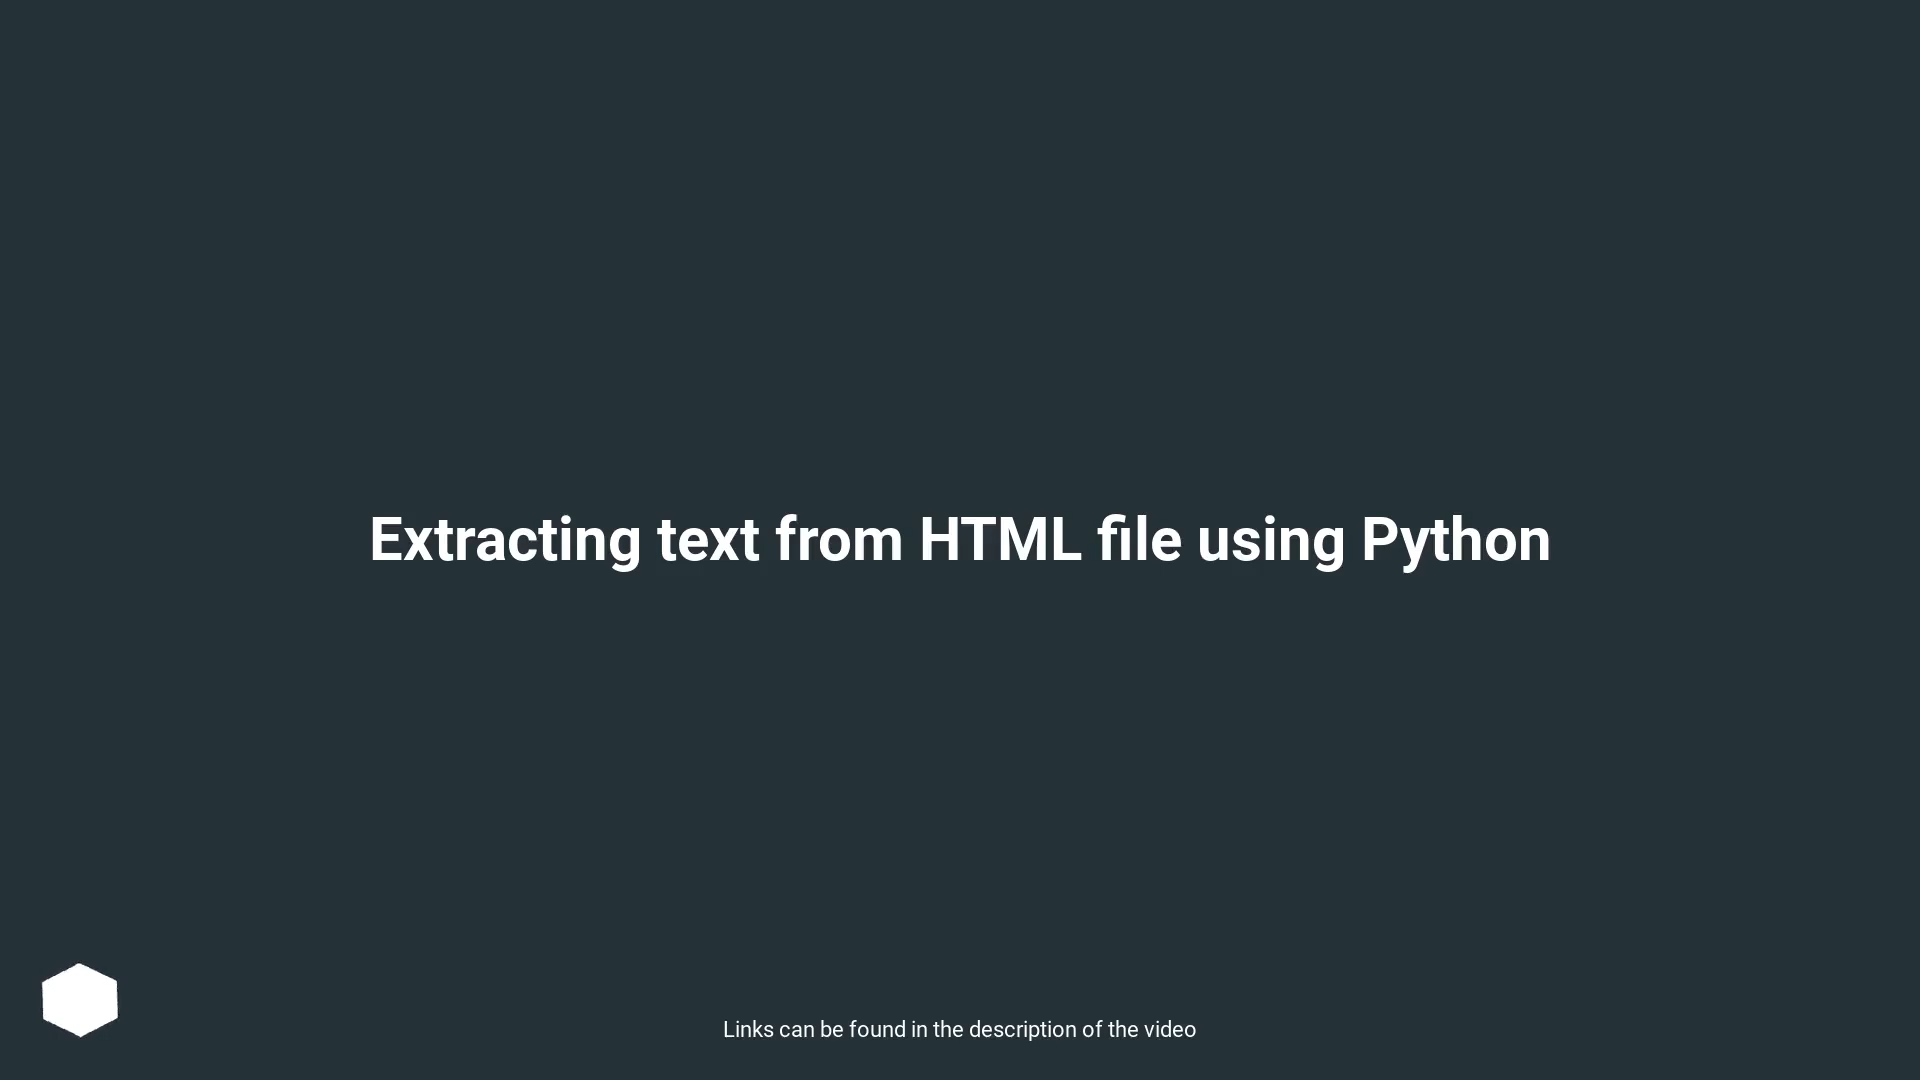 Extracting text from HTML file using Python
Links can be found in the description of the video